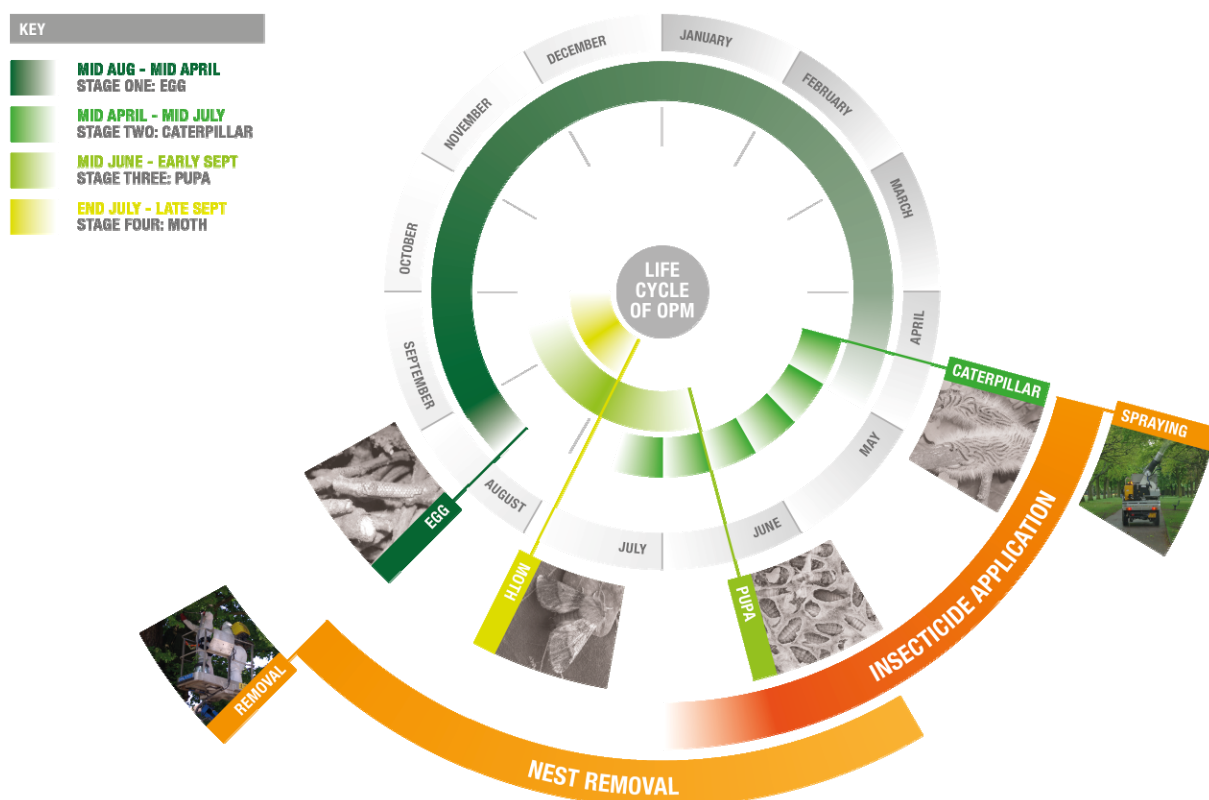 KEY
MID AUG - MID APRIL
STAGE ONE: EGG
MID APRIL - MID JULY
STAGE TWO: CATERPILLAR
MID JUNE - EARLY SEPT
STAGE THREE: PUPA
END JULY - LATE SEPT
STAGE FOUR: MOTH
JANUARY
FEBRUARY
MARCH
APRIL
MAY
JUNE
JULY
AUGUST
SEPTEMBER
OCTOBER
NOVEMBER
DECEMBER
LIFE
CYCLE
OF OPM
CATERPILLAR
SPRAYING
EGG
MOTH
PUPA
INSECTICIDE APPLICATION
REMOVAL
NEST REMOVAL